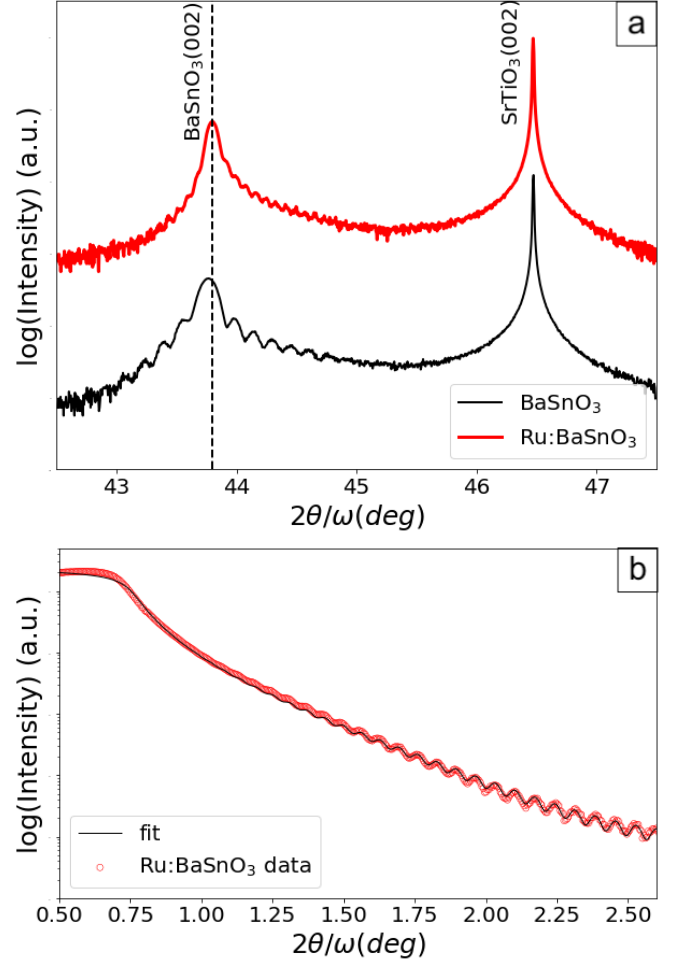 a
BaSnO₃(002)
SrTiO₃(002)
log(Intensity) (a.u.)
BaSnO₃
Ru:BaSnO₃
43 44 45 46 47
2θ/ω(deg)
b
log(Intensity) (a.u.)
fit
Ru:BaSnO₃ data
0.50 0.75 1.00 1.25 1.50 1.75 2.00 2.25 2.50
2θ/ω(deg)